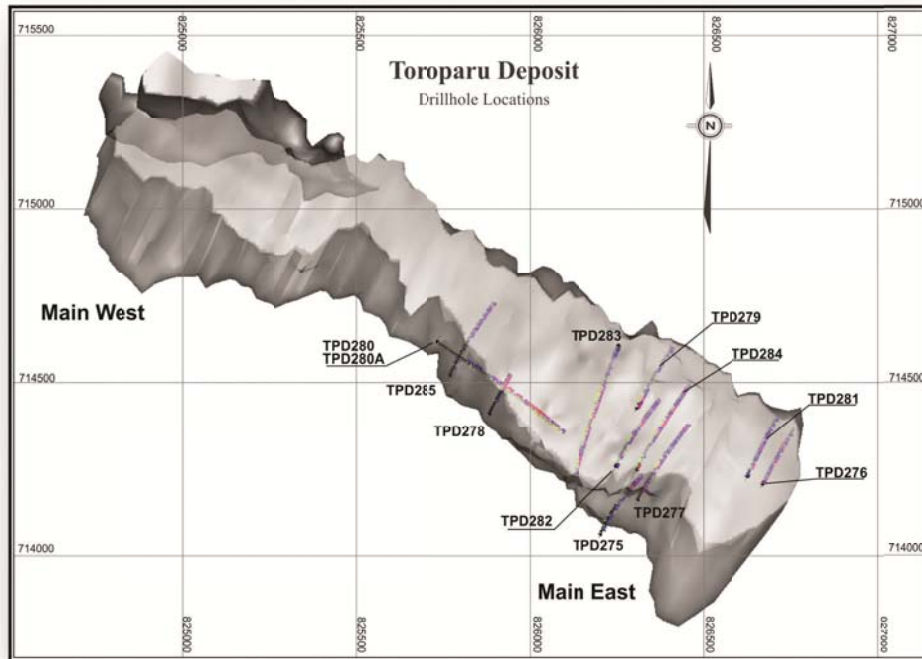 825000
825500
826000
826500
827000
715500
715500
Toroparu Deposit
Drillhole Locations
N
715000
715000
Main West
TPD279
TPD283
TPD280
TPD280A
TPD284
714500
714500
TPD285
TPD281
TPD278
TPD276
TPD282
TPD277
TPD275
714000
714000
Main East
825000
825500
826000
826500
827000